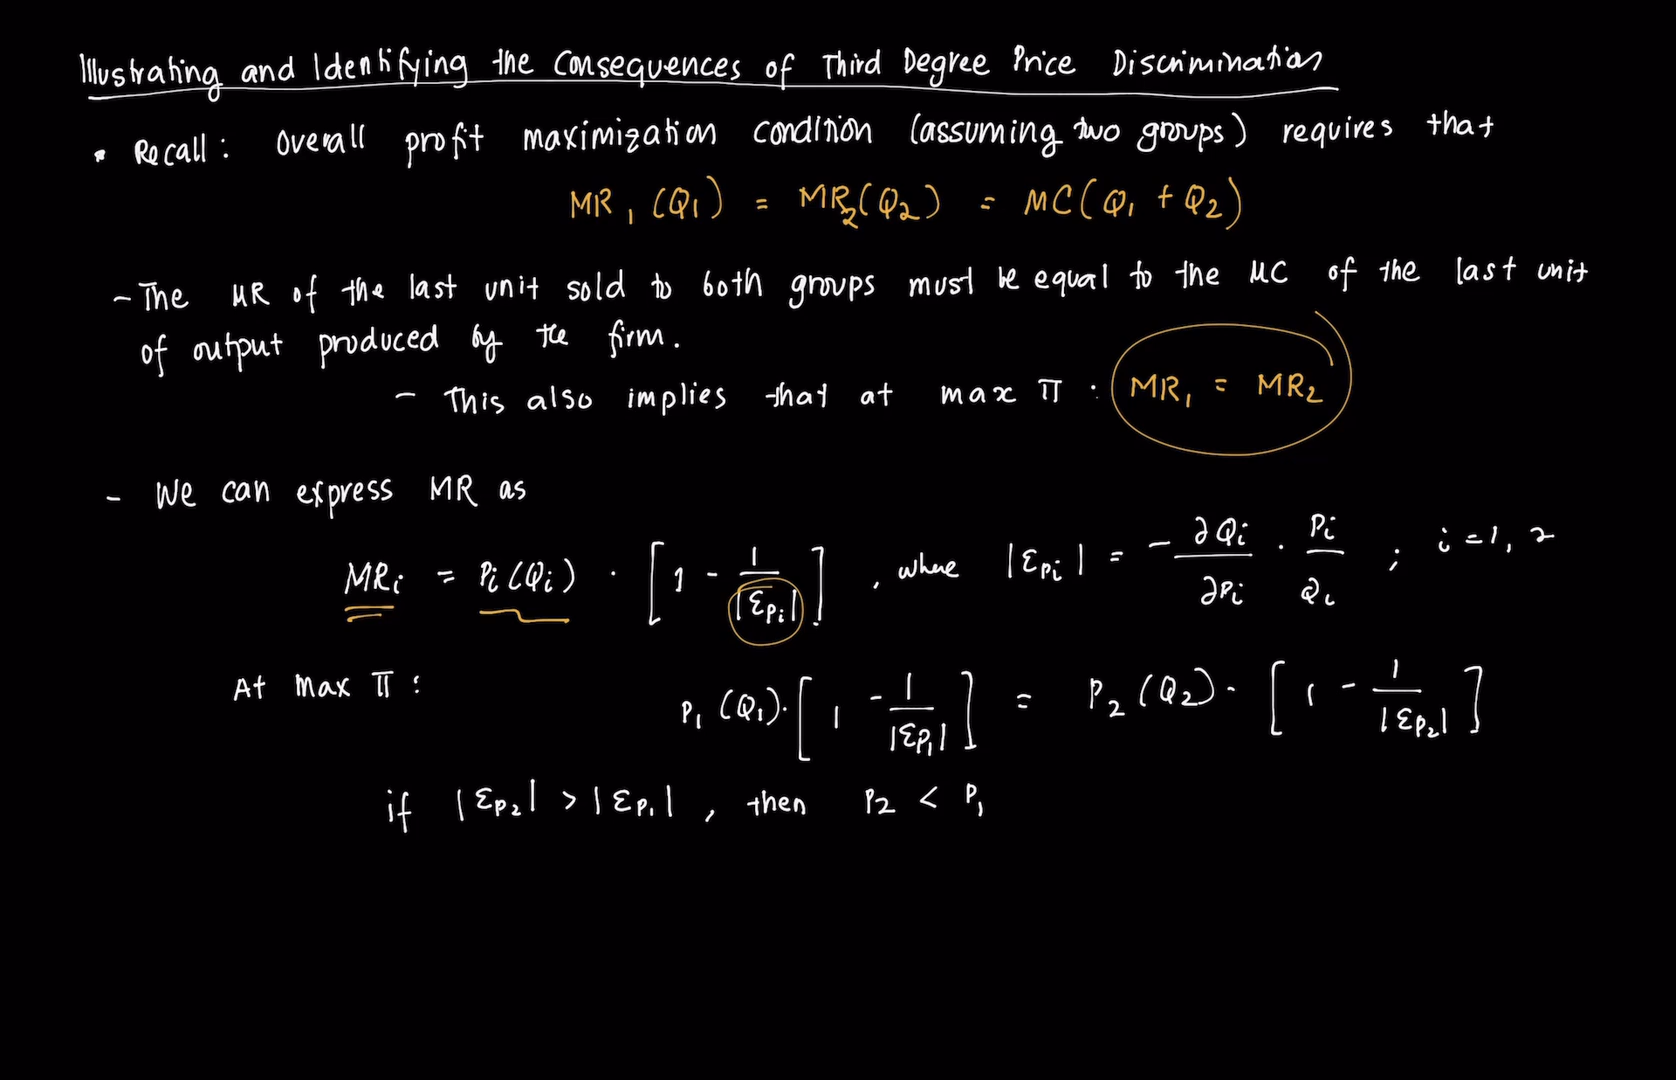 Illustrating and Identifying the Consequences of Third Degree Price Discrimination
• Recall: Overall profit maximization condition (assuming two groups) requires that
MR₁(Q₁) = MR₂(Q₂) = MC(Q₁ + Q₂)
- The MR of the last unit sold to both groups must be equal to the MC of the last unit
of output produced by the firm.
- This also implies that at max π : MR₁ = MR₂
- We can express MR as
MRi = Pi(Qi) · [1 - 1/|εpi|] , where |εpi| = - ∂Qi/∂Pi · Pi/Qi ; i = 1, 2
At max π : P₁(Q₁)·[1 - 1/|εp₁|] = P₂(Q₂)·[1 - 1/|εp₂|]
if |εp₂| > |εp₁| , then P₂ < P₁